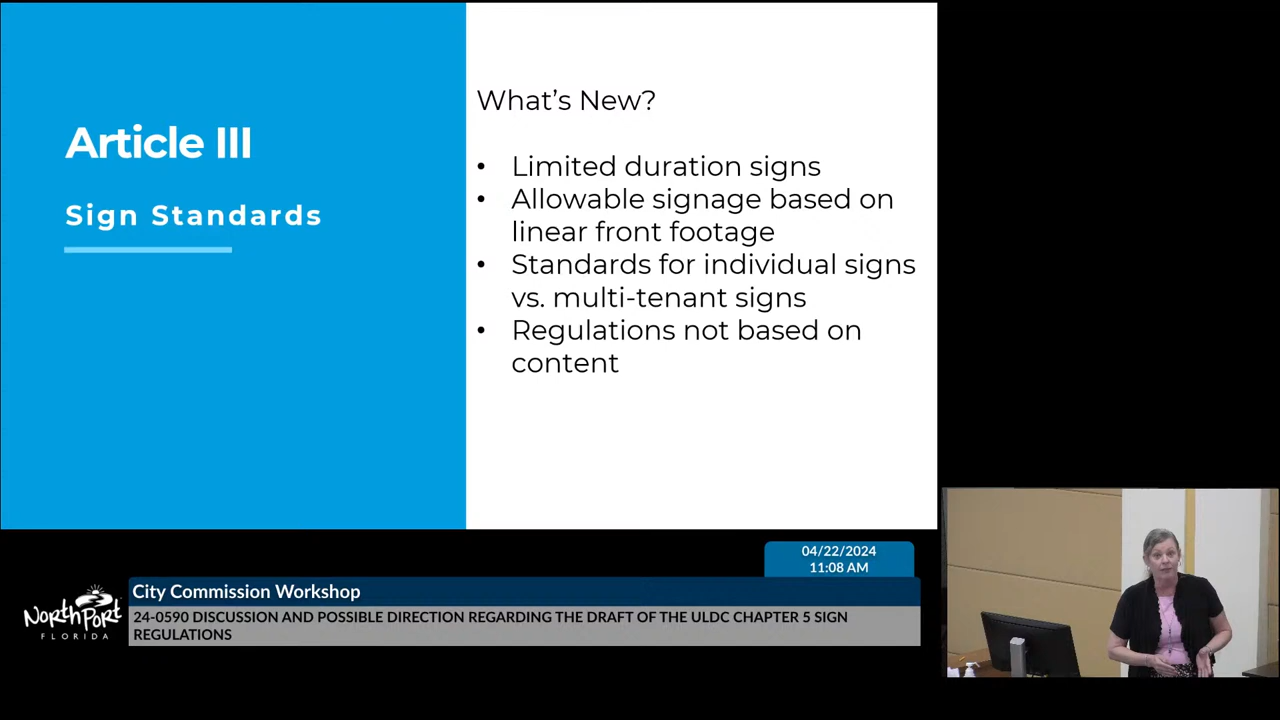 Article III
Sign Standards
What's New?
• Limited duration signs
• Allowable signage based on
linear front footage
• Standards for individual signs
vs. multi-tenant signs
• Regulations not based on
content
04/22/2024
11:08 AM
City Commission Workshop
24-0590 DISCUSSION AND POSSIBLE DIRECTION REGARDING THE DRAFT OF THE ULDC CHAPTER 5 SIGN
REGULATIONS
North Port
FLORIDA